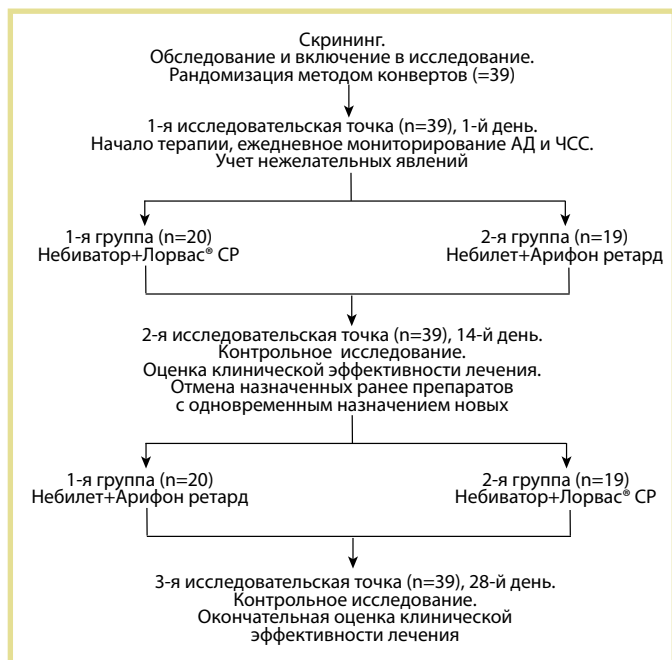 Скрининг.
Обследование и включение в исследование.
Рандомизация методом конвертов (=39)
1-я исследовательская точка (n=39), 1-й день.
Начало терапии, ежедневное мониторирование АД и ЧСС.
Учет нежелательных явлений
1-я группа (n=20)
Небиватор+Лорвас® СР
2-я группа (n=19)
Небилет+Арифон ретард
2-я исследовательская точка (n=39), 14-й день.
Контрольное исследование.
Оценка клинической эффективности лечения.
Отмена назначенных ранее препаратов
с одновременным назначением новых
1-я группа (n=20)
Небилет+Арифон ретард
2-я группа (n=19)
Небиватор+Лорвас® СР
3-я исследовательская точка (n=39), 28-й день.
Контрольное исследование.
Окончательная оценка клинической
эффективности лечения